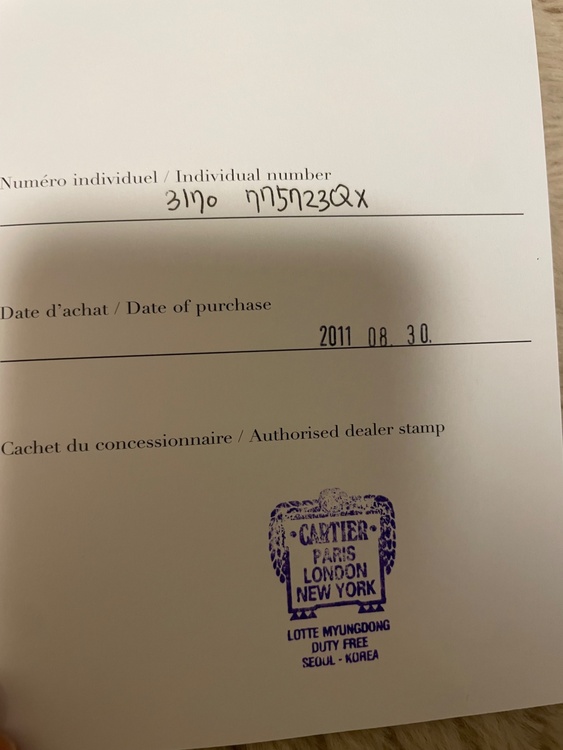 Numéro individuel / Individual number
3170 775723QX
Date d'achat / Date of purchase
2011 08. 30.
Cachet du concessionnaire / Authorised dealer stamp
CARTIER
PARIS
LONDON
NEW YORK
LOTTE MYUNGDONG
DUTY FREE
SEOUL - KOREA